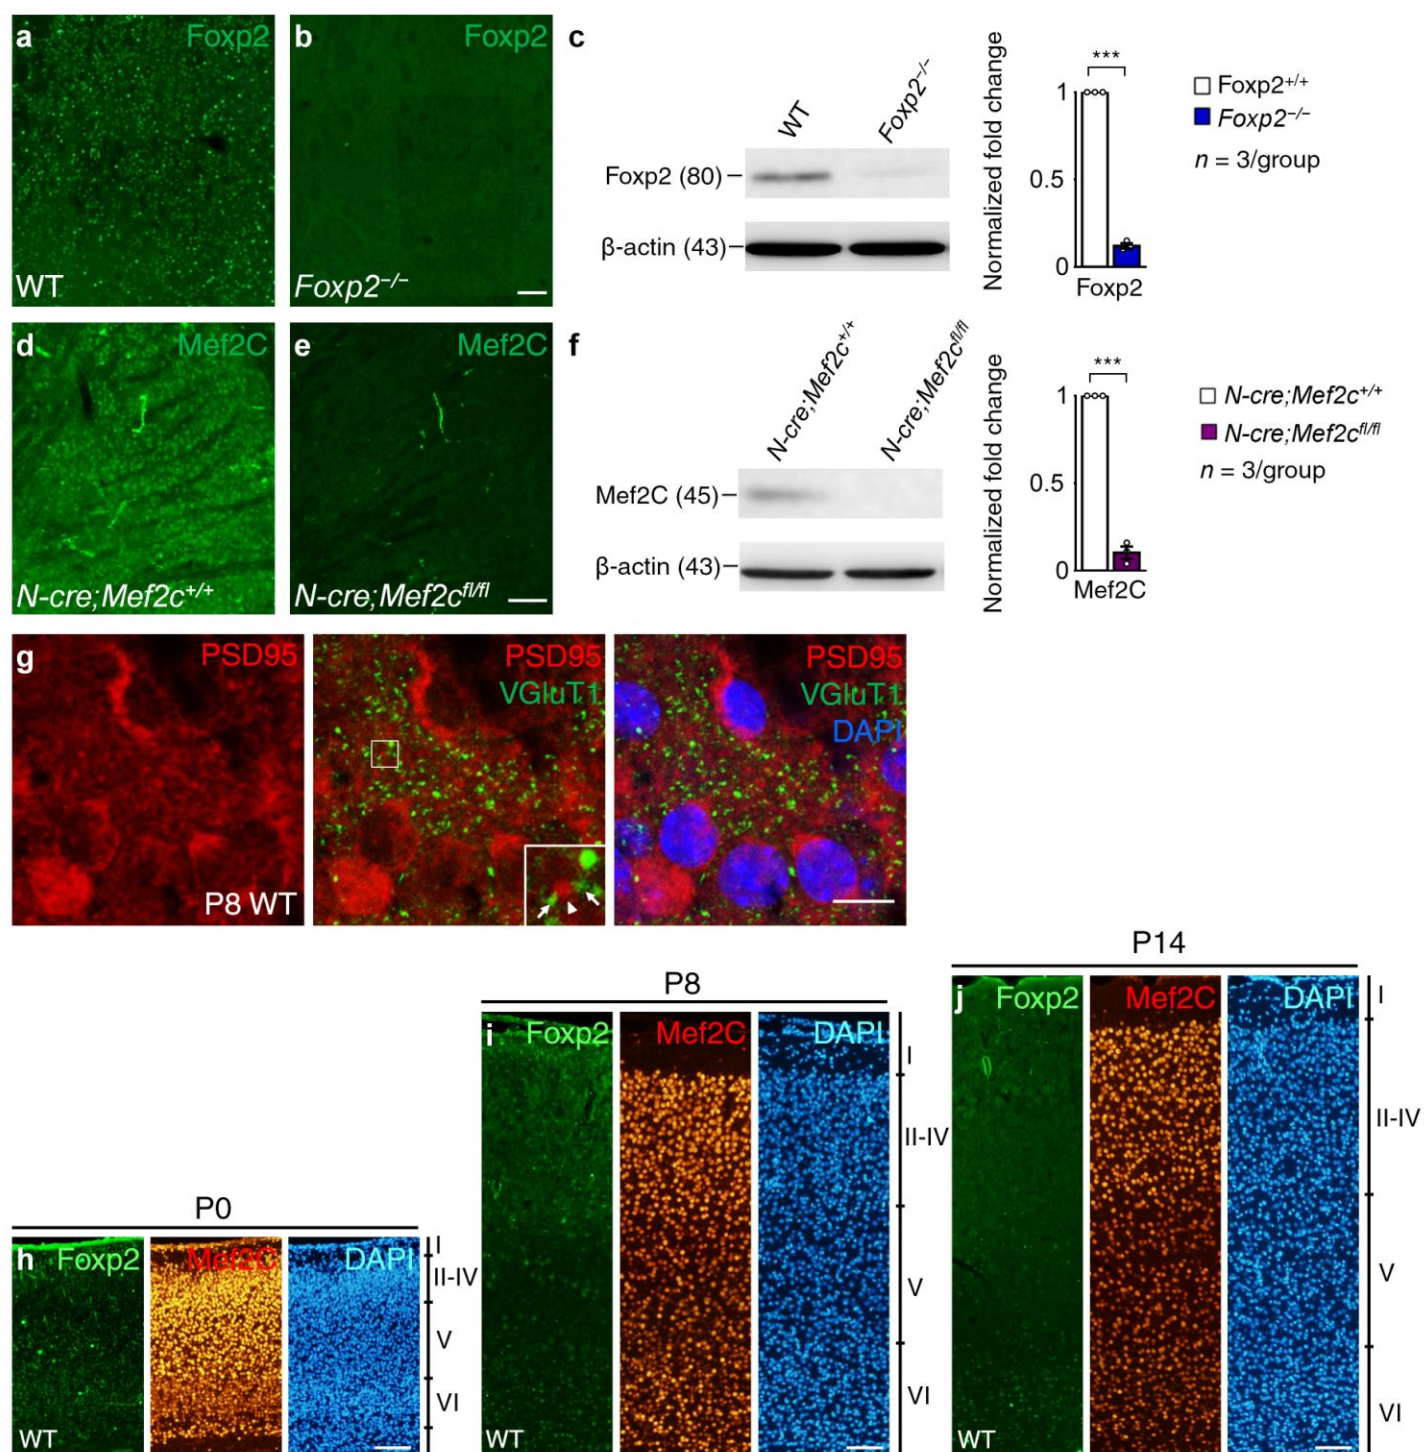 a Foxp2
WT
b Foxp2
Foxp2⁻/⁻
c
WT
Foxp2⁻/⁻
Foxp2 (80)
β-actin (43)
Normalized fold change
***
1
0.5
0
Foxp2
Foxp2⁺/⁺
Foxp2⁻/⁻
n = 3/group
d Mef2C
N-cre;Mef2c⁺/⁺
e Mef2C
N-cre;Mef2cᶠˡ/ᶠˡ
f
N-cre;Mef2c⁺/⁺
N-cre;Mef2cᶠˡ/ᶠˡ
Mef2C (45)
β-actin (43)
Normalized fold change
***
1
0.5
0
Mef2C
N-cre;Mef2c⁺/⁺
N-cre;Mef2cᶠˡ/ᶠˡ
n = 3/group
g PSD95
P8 WT
PSD95
VGluT1
PSD95
VGluT1
DAPI
P0
h Foxp2
WT
Mef2C
DAPI
I
II-IV
V
VI
P8
i Foxp2
WT
Mef2C
DAPI
I
II-IV
V
VI
P14
j Foxp2
WT
Mef2C
DAPI
I
II-IV
V
VI